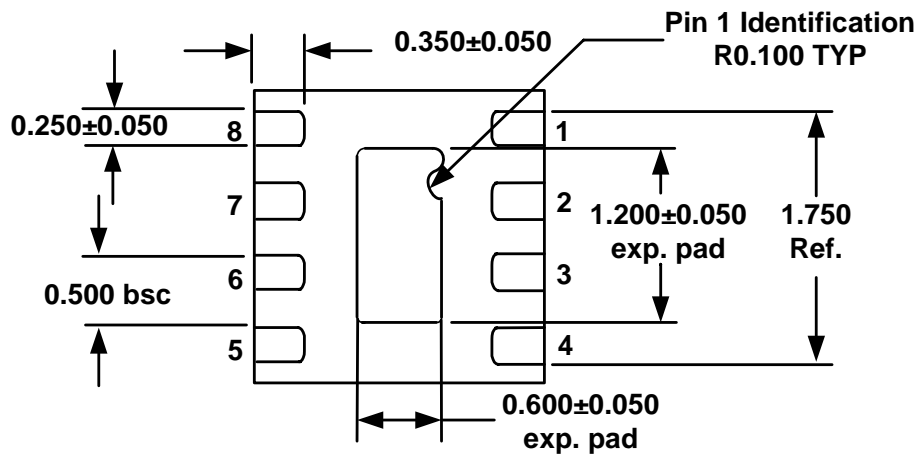 0.350±0.050
Pin 1 Identification
R0.100 TYP
0.250±0.050
8
1
7
2
1.200±0.050
exp. pad
1.750
Ref.
6
3
0.500 bsc
5
4
0.600±0.050
exp. pad